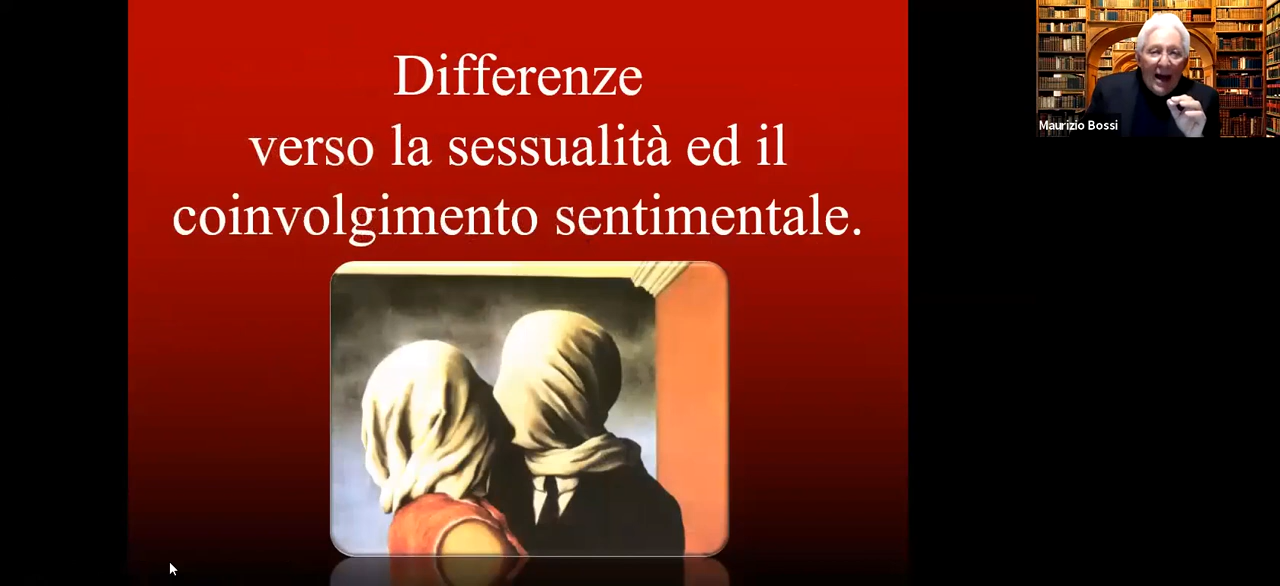 Differenze
verso la sessualità ed il
coinvolgimento sentimentale.
Maurizio Bossi